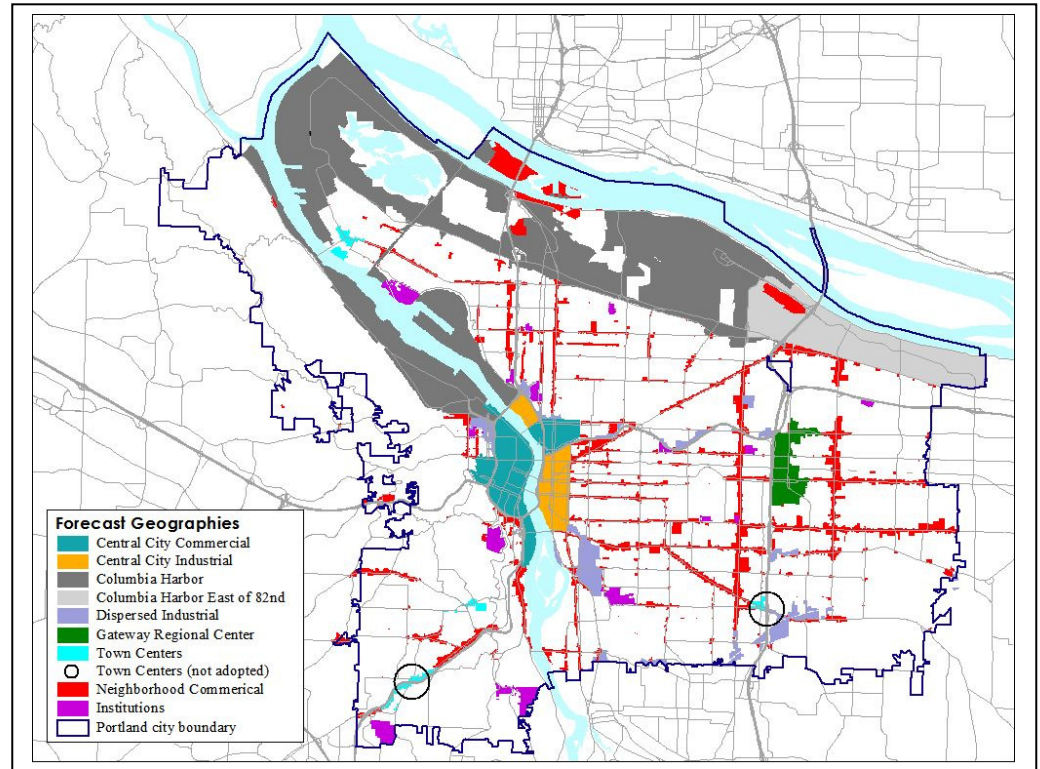 Forecast Geographies
Central City Commercial
Central City Industrial
Columbia Harbor
Columbia Harbor East of 82nd
Dispersed Industrial
Gateway Regional Center
Town Centers
Town Centers (not adopted)
Neighborhood Commerical
Institutions
Portland city boundary